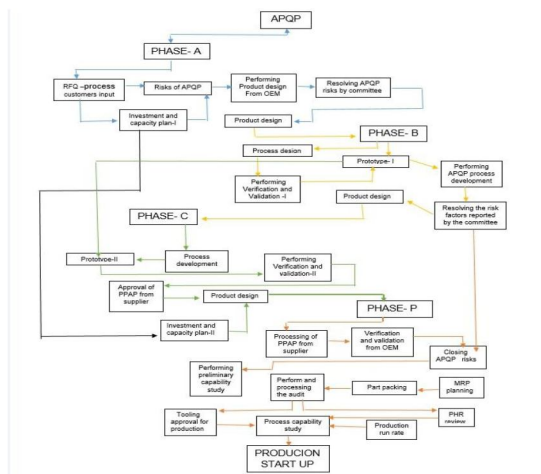 APQP
PHASE- A
RFQ –process
customers input
Risks of APQP
Performing
Product design
From OEM
Resolving APQP
risks by committee
Investment and
capacity plan-I
Product design
PHASE- B
Process design
Prototype- I
Performing
APQP process
development
Performing
Verification and
Validation -I
Product design
Resolving the risk
factors reported
by the committee
PHASE- C
Prototype-II
Process
development
Performing
Verification and
validation-II
Approval of
PPAP from
supplier
Product design
PHASE- P
Investment and
capacity plan-II
Processing of
PPAP from
supplier
Verification
and validation
from OEM
Closing
APQP risks
Performing
preliminary
capability
study
Perform and
processing
the audit
Part packing
MRP
planning
Tooling
approval for
production
Process capability
study
Production
run rate
PHR
review
PRODUCION
START UP